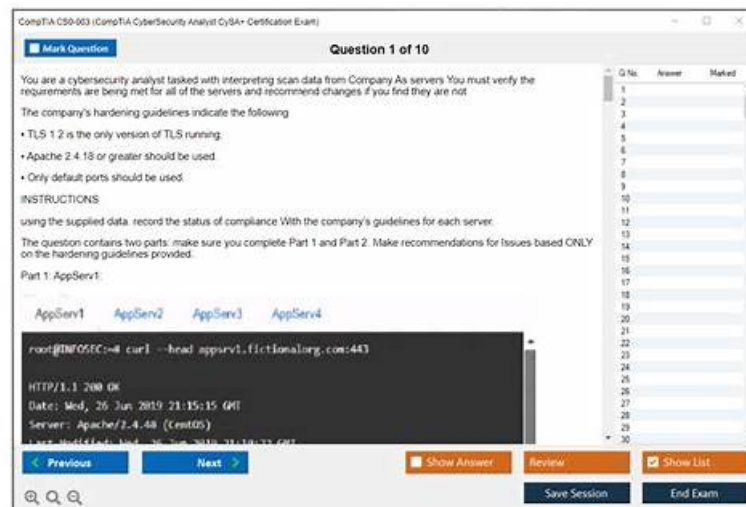 CompTIA CS0-003 (CompTIA CyberSecurity Analyst CySA+ Certification Exam)
Mark Question
Question 1 of 10
You are a cybersecurity analyst tasked with interpreting scan data from Company As servers You must verify the
requirements are being met for all of the servers and recommend changes if you find they are not
The company's hardening guidelines indicate the following
• TLS 1 2 is the only version of TLS running.
• Apache 2.4.18 or greater should be used.
• Only default ports should be used.
INSTRUCTIONS
using the supplied data. record the status of compliance With the company's guidelines for each server.
The question contains two parts: make sure you complete Part 1 and Part 2. Make recommendations for Issues based ONLY
on the hardening guidelines provided.
Part 1: AppServ1:
AppServ1 AppServ2 AppServ3 AppServ4
root@INFOSEC:~# curl --head appsrv1.fictionalorg.com:443
HTTP/1.1 200 OK
Date: Wed, 26 Jun 2019 21:15:15 GMT
Server: Apache/2.4.48 (CentOS)
Last-Modified: Wed, 26 Jun 2019 21:10:22 GMT
Q No. Answer Marked
1
2
3
4
5
6
7
8
9
10
11
12
13
14
15
16
17
18
19
20
21
22
23
24
25
26
27
28
29
30
Previous
Next
Show Answer
Review
Show List
Save Session
End Exam